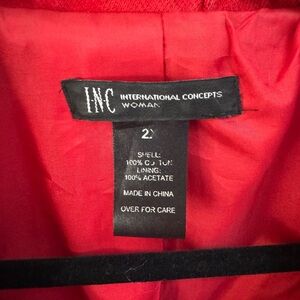 INC INTERNATIONAL CONCEPTS
WOMAN
2X
SHELL:
100% COTTON
LINING:
100% ACETATE
MADE IN CHINA
OVER FOR CARE